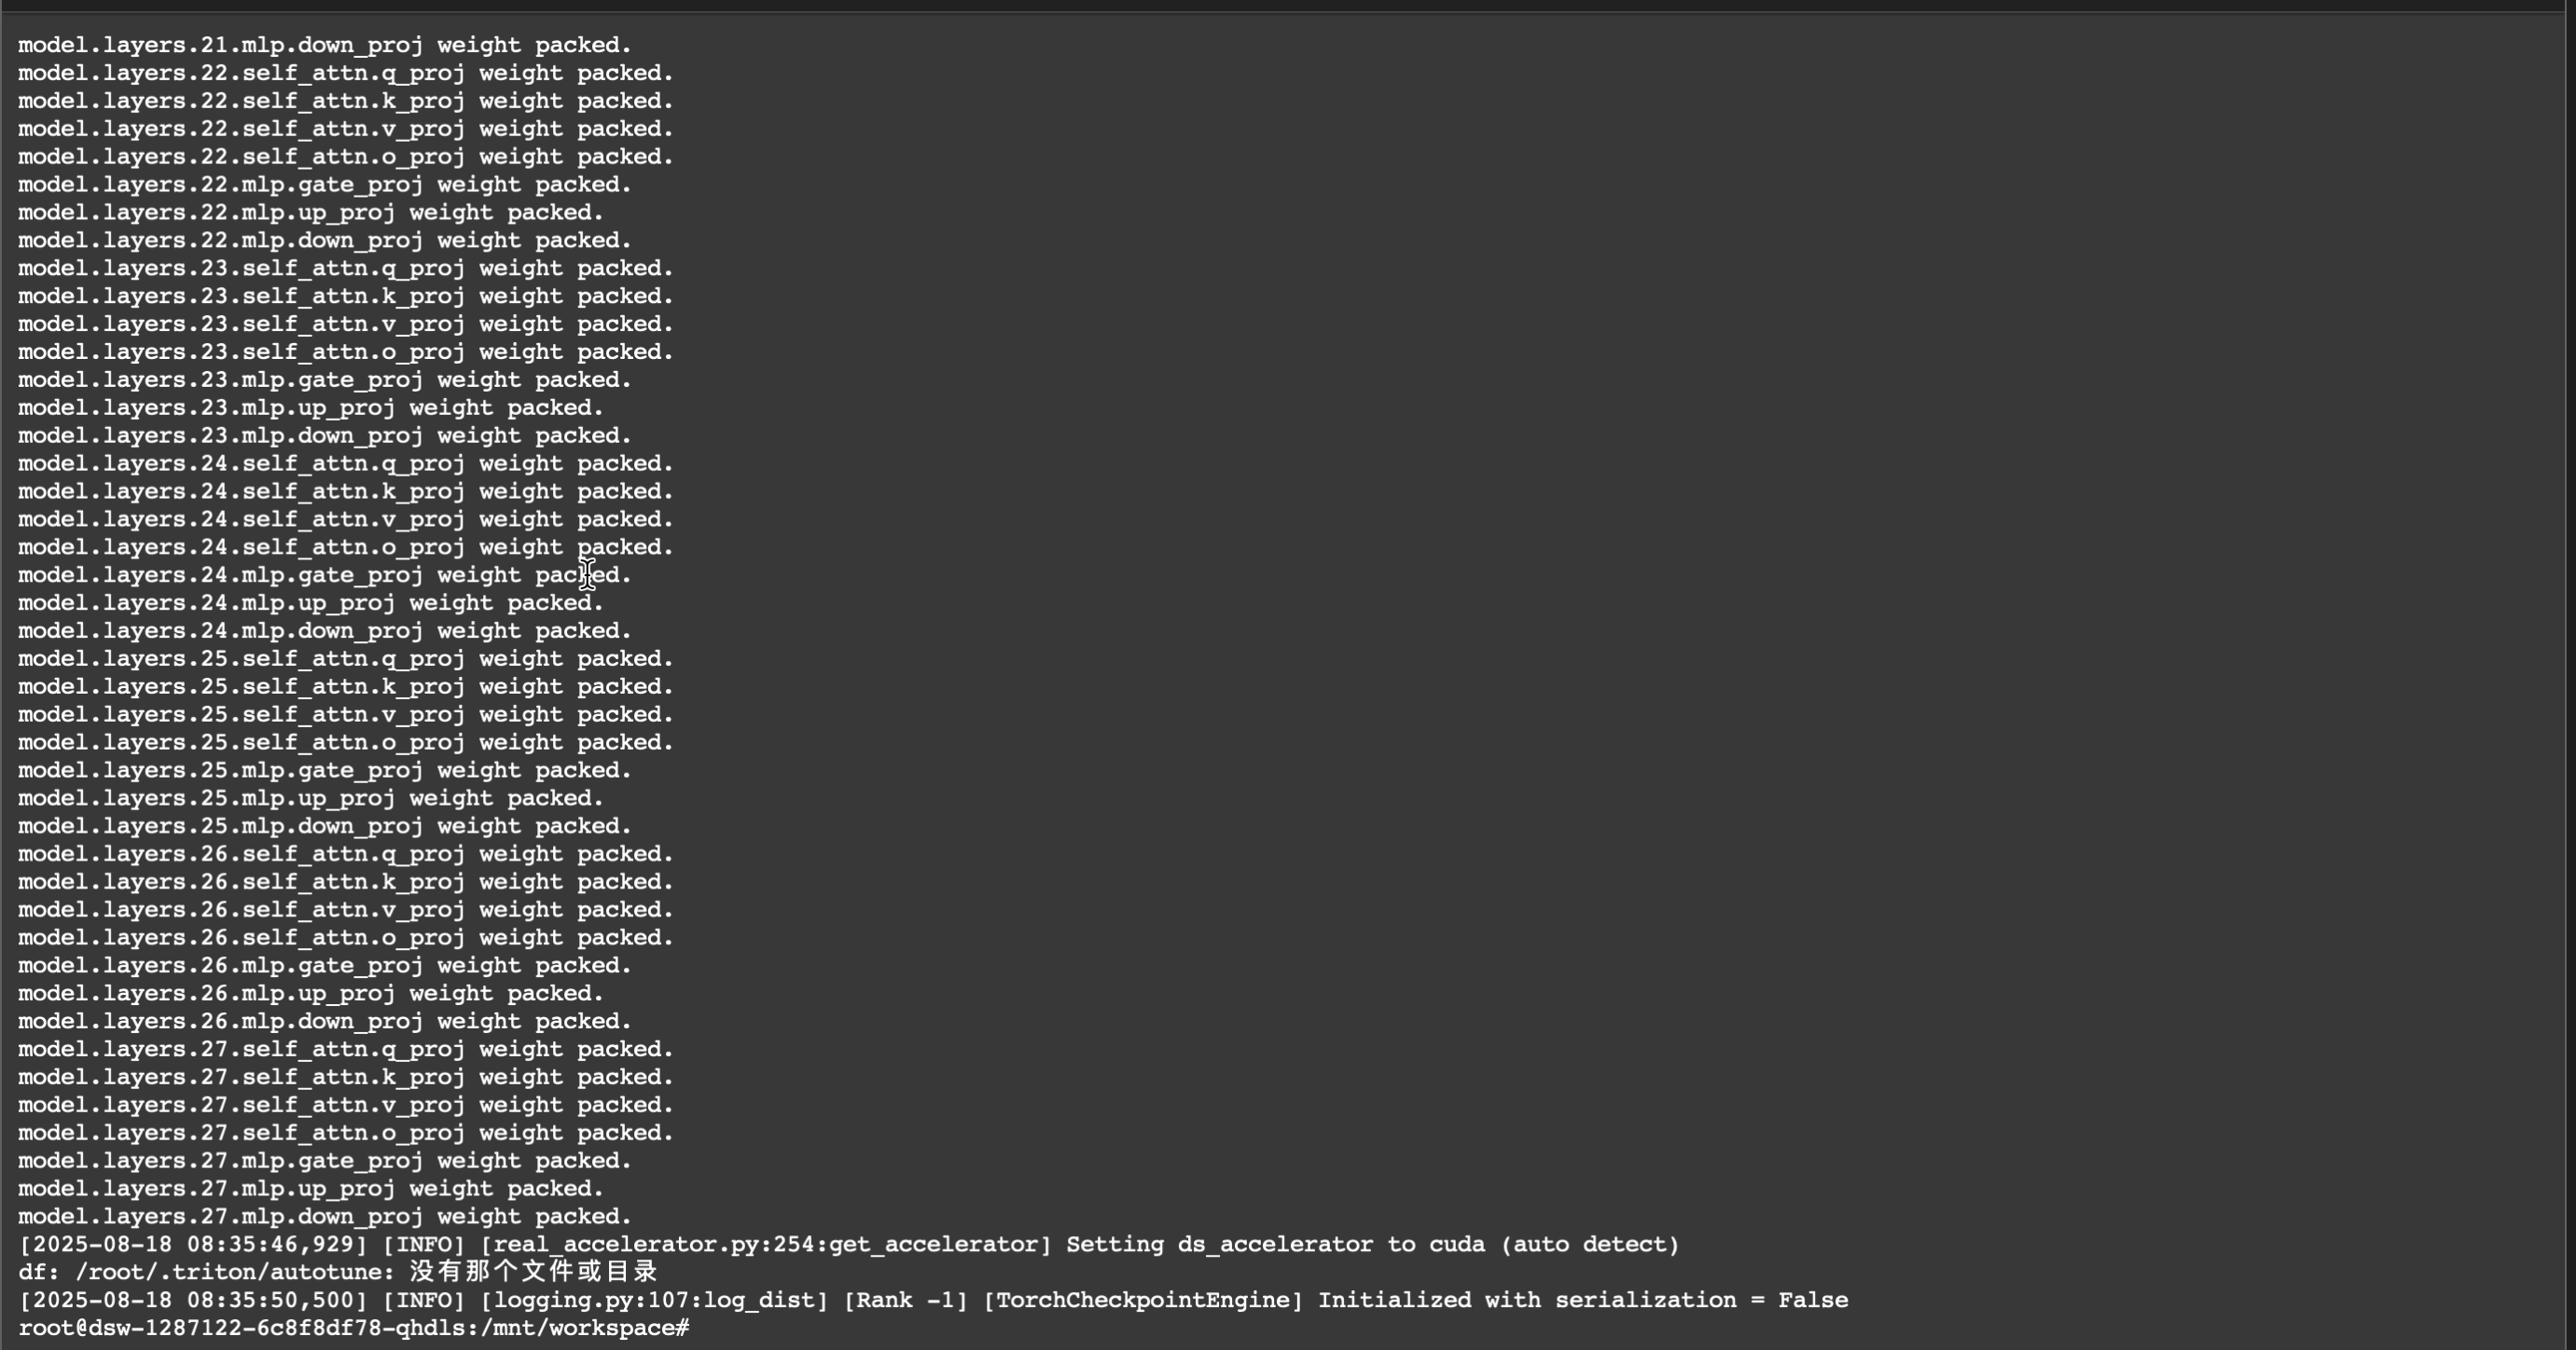 model.layers.21.mlp.down_proj weight packed.
model.layers.22.self_attn.q_proj weight packed.
model.layers.22.self_attn.k_proj weight packed.
model.layers.22.self_attn.v_proj weight packed.
model.layers.22.self_attn.o_proj weight packed.
model.layers.22.mlp.gate_proj weight packed.
model.layers.22.mlp.up_proj weight packed.
model.layers.22.mlp.down_proj weight packed.
model.layers.23.self_attn.q_proj weight packed.
model.layers.23.self_attn.k_proj weight packed.
model.layers.23.self_attn.v_proj weight packed.
model.layers.23.self_attn.o_proj weight packed.
model.layers.23.mlp.gate_proj weight packed.
model.layers.23.mlp.up_proj weight packed.
model.layers.23.mlp.down_proj weight packed.
model.layers.24.self_attn.q_proj weight packed.
model.layers.24.self_attn.k_proj weight packed.
model.layers.24.self_attn.v_proj weight packed.
model.layers.24.self_attn.o_proj weight packed.
model.layers.24.mlp.gate_proj weight packed.
model.layers.24.mlp.up_proj weight packed.
model.layers.24.mlp.down_proj weight packed.
model.layers.25.self_attn.q_proj weight packed.
model.layers.25.self_attn.k_proj weight packed.
model.layers.25.self_attn.v_proj weight packed.
model.layers.25.self_attn.o_proj weight packed.
model.layers.25.mlp.gate_proj weight packed.
model.layers.25.mlp.up_proj weight packed.
model.layers.25.mlp.down_proj weight packed.
model.layers.26.self_attn.q_proj weight packed.
model.layers.26.self_attn.k_proj weight packed.
model.layers.26.self_attn.v_proj weight packed.
model.layers.26.self_attn.o_proj weight packed.
model.layers.26.mlp.gate_proj weight packed.
model.layers.26.mlp.up_proj weight packed.
model.layers.26.mlp.down_proj weight packed.
model.layers.27.self_attn.q_proj weight packed.
model.layers.27.self_attn.k_proj weight packed.
model.layers.27.self_attn.v_proj weight packed.
model.layers.27.self_attn.o_proj weight packed.
model.layers.27.mlp.gate_proj weight packed.
model.layers.27.mlp.up_proj weight packed.
model.layers.27.mlp.down_proj weight packed.
[2025-08-18 08:35:46,929] [INFO] [real_accelerator.py:254:get_accelerator] Setting ds_accelerator to cuda (auto detect)
df: /root/.triton/autotune: 没有那个文件或目录
[2025-08-18 08:35:50,500] [INFO] [logging.py:107:log_dist] [Rank -1] [TorchCheckpointEngine] Initialized with serialization = False
root@dsw-1287122-6c8f8df78-qhdls:/mnt/workspace#